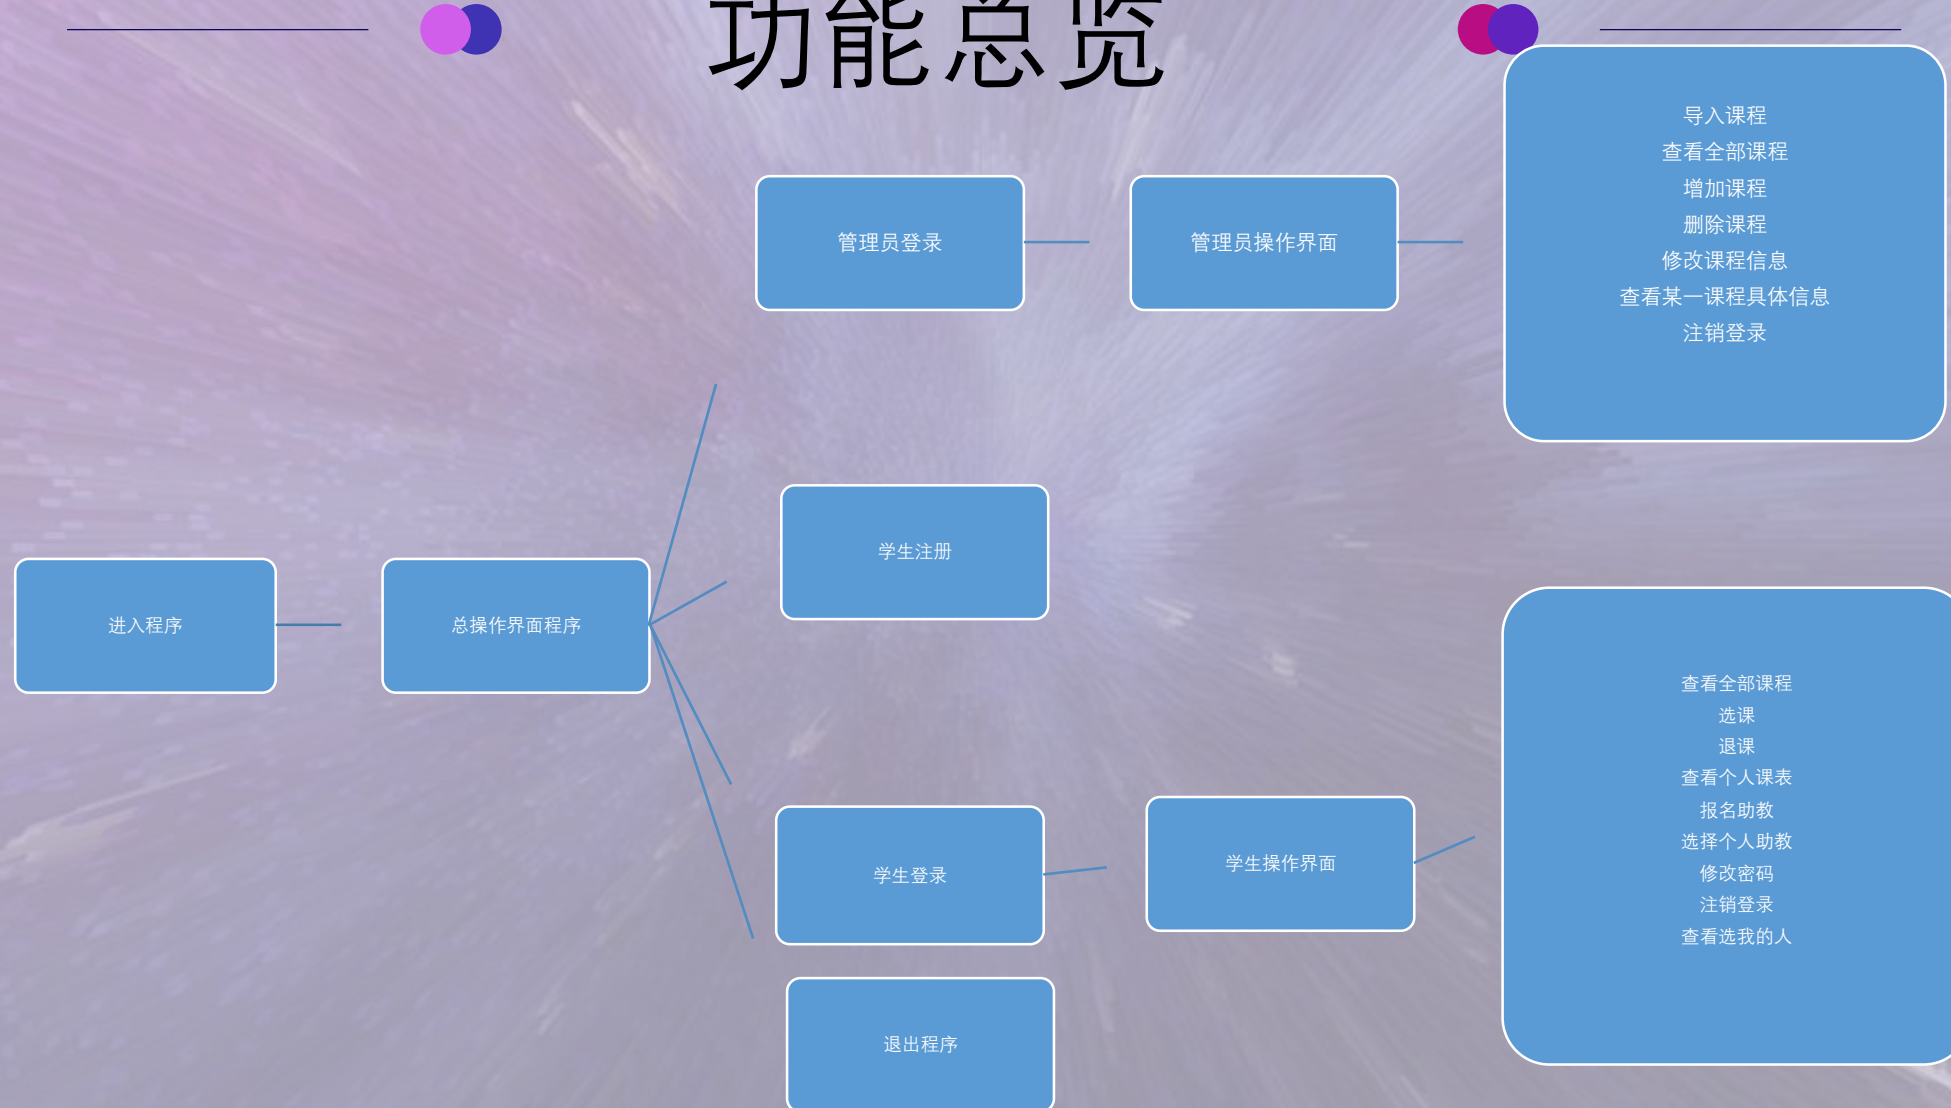 功能总览
导入课程
查看全部课程
增加课程
删除课程
修改课程信息
查看某一课程具体信息
注销登录
管理员登录
管理员操作界面
学生注册
进入程序
总操作界面程序
学生登录
学生操作界面
查看全部课程
选课
退课
查看个人课表
报名助教
选择个人助教
修改密码
注销登录
查看选我的人
退出程序